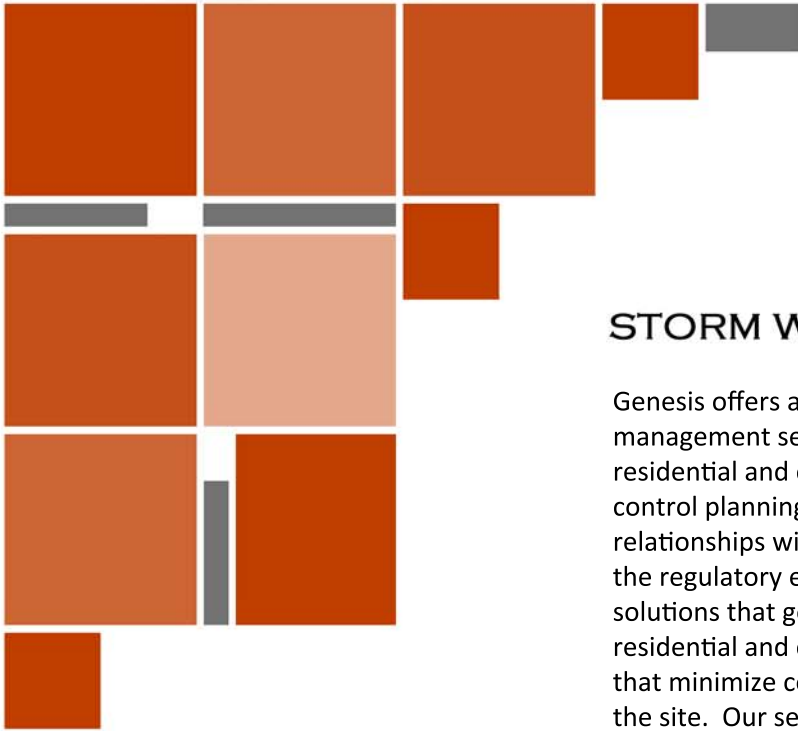 STORM W
Genesis offers a
management se
residential and
control planning
relationships wi
the regulatory e
solutions that g
residential and
that minimize c
the site. Our se